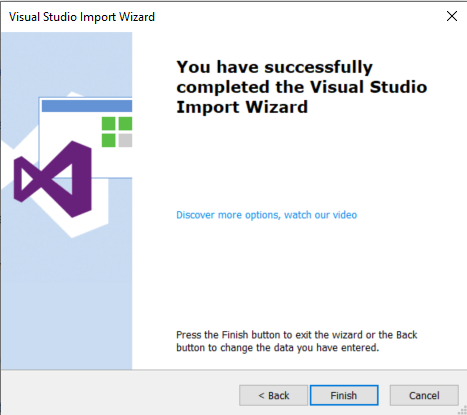 Visual Studio Import Wizard
You have successfully
completed the Visual Studio
Import Wizard
Discover more options, watch our video
Press the Finish button to exit the wizard or the Back
button to change the data you have entered.
< Back
Finish
Cancel